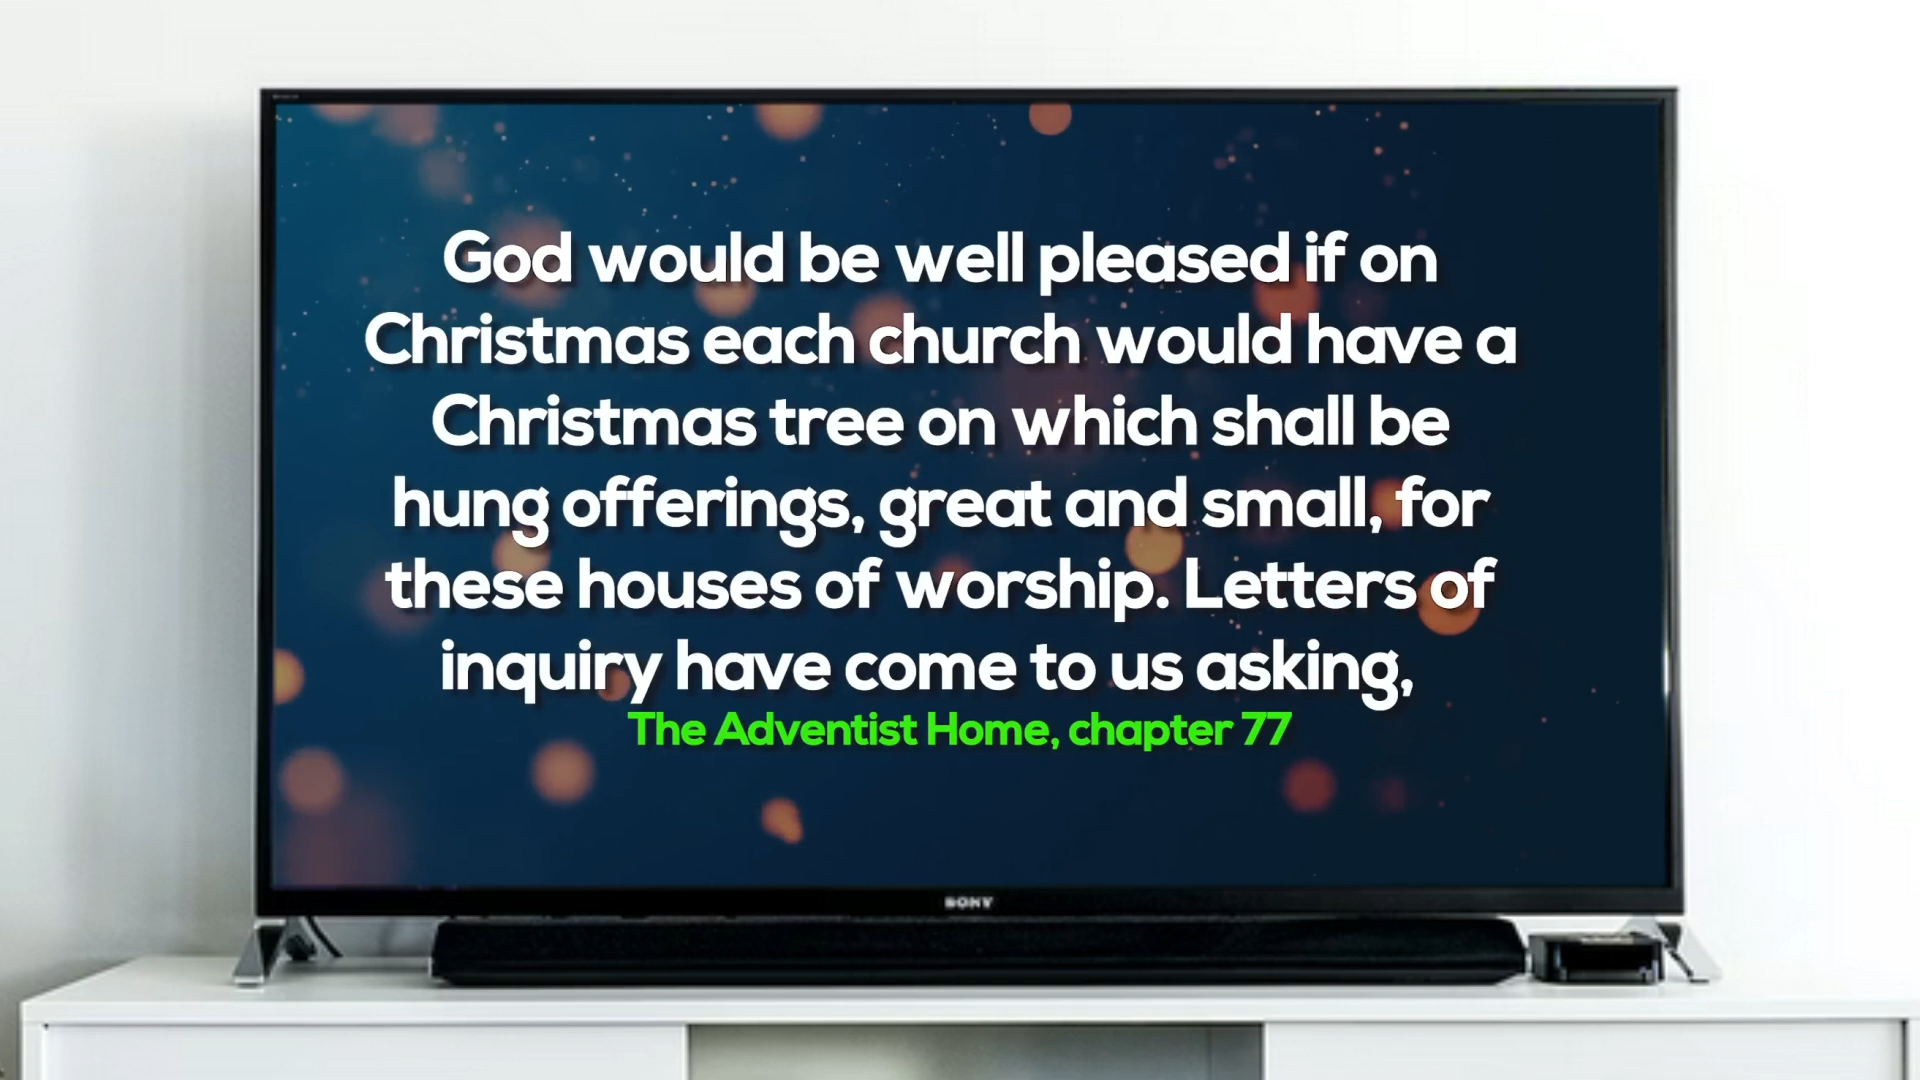 God would be well pleased if on
Christmas each church would have a
Christmas tree on which shall be
hung offerings, great and small, for
these houses of worship. Letters of
inquiry have come to us asking,
The Adventist Home, chapter 77
SONY